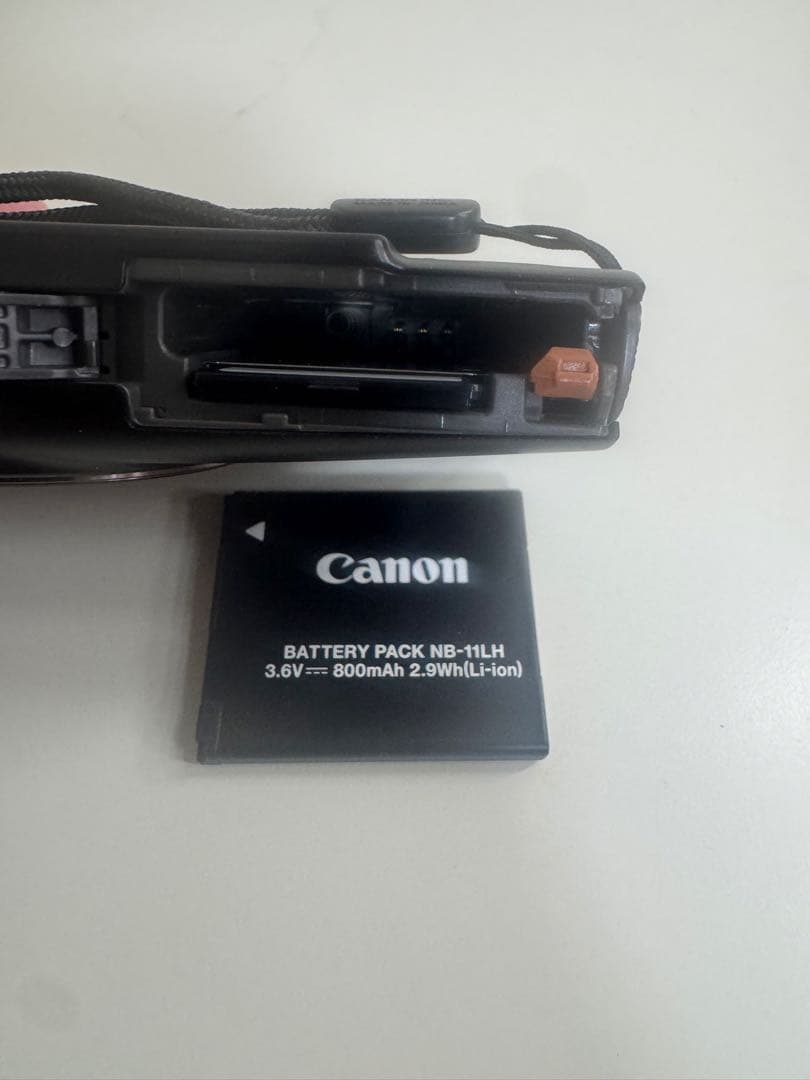 Canon
BATTERY PACK NB-11LH
3.6V⎓ 800mAh 2.9Wh(Li-ion)